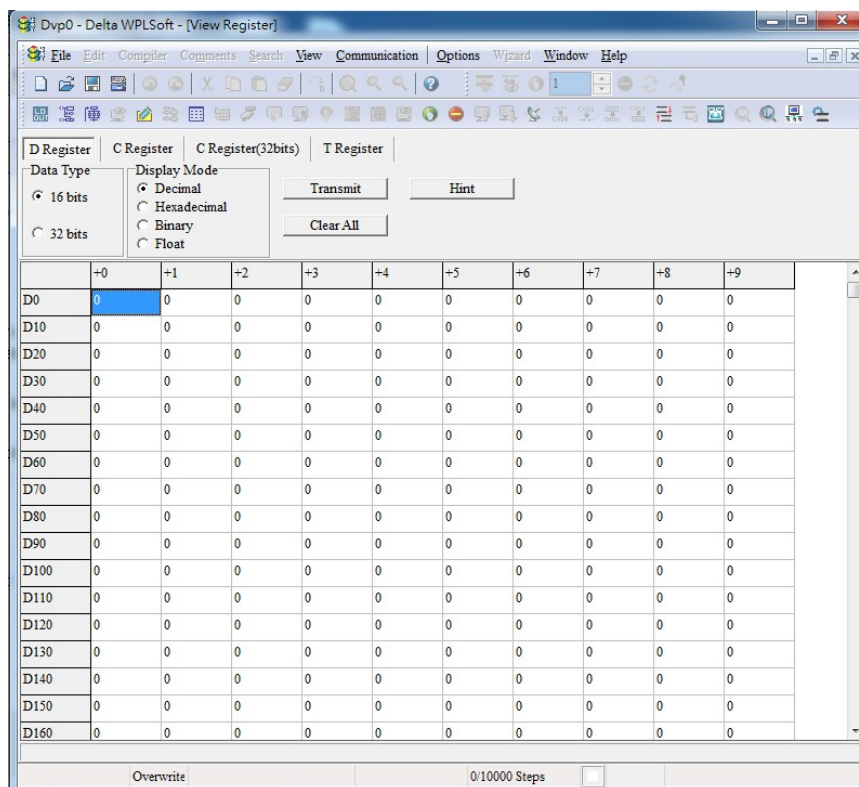 Dvp0 - Delta WPLSoft - [View Register]
File Edit Compiler Comments Search View Communication Options Wizard Window Help
1
D Register C Register C Register(32bits) T Register
Data Type Display Mode
16 bits Decimal Transmit Hint
Hexadecimal
32 bits Binary Clear All
Float
+0 +1 +2 +3 +4 +5 +6 +7 +8 +9
D0 0 0 0 0 0 0 0 0 0 0
D10 0 0 0 0 0 0 0 0 0 0
D20 0 0 0 0 0 0 0 0 0 0
D30 0 0 0 0 0 0 0 0 0 0
D40 0 0 0 0 0 0 0 0 0 0
D50 0 0 0 0 0 0 0 0 0 0
D60 0 0 0 0 0 0 0 0 0 0
D70 0 0 0 0 0 0 0 0 0 0
D80 0 0 0 0 0 0 0 0 0 0
D90 0 0 0 0 0 0 0 0 0 0
D100 0 0 0 0 0 0 0 0 0 0
D110 0 0 0 0 0 0 0 0 0 0
D120 0 0 0 0 0 0 0 0 0 0
D130 0 0 0 0 0 0 0 0 0 0
D140 0 0 0 0 0 0 0 0 0 0
D150 0 0 0 0 0 0 0 0 0 0
D160 0 0 0 0 0 0 0 0 0 0
Overwrite 0/10000 Steps